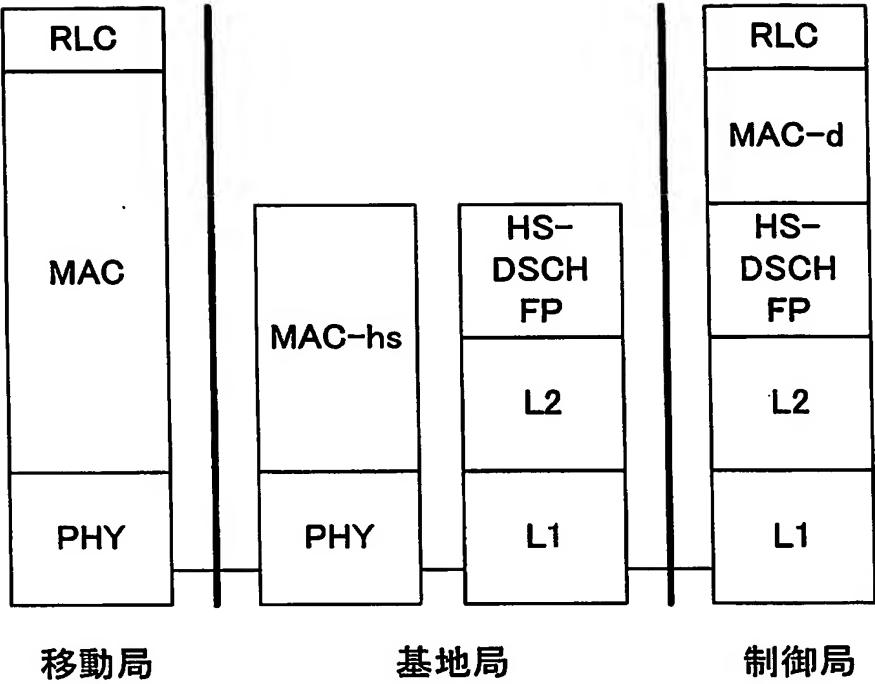 RLC
MAC
PHY
MAC-hs
PHY
HS-
DSCH
FP
L2
L1
RLC
MAC-d
HS-
DSCH
FP
L2
L1
移動局
基地局
制御局